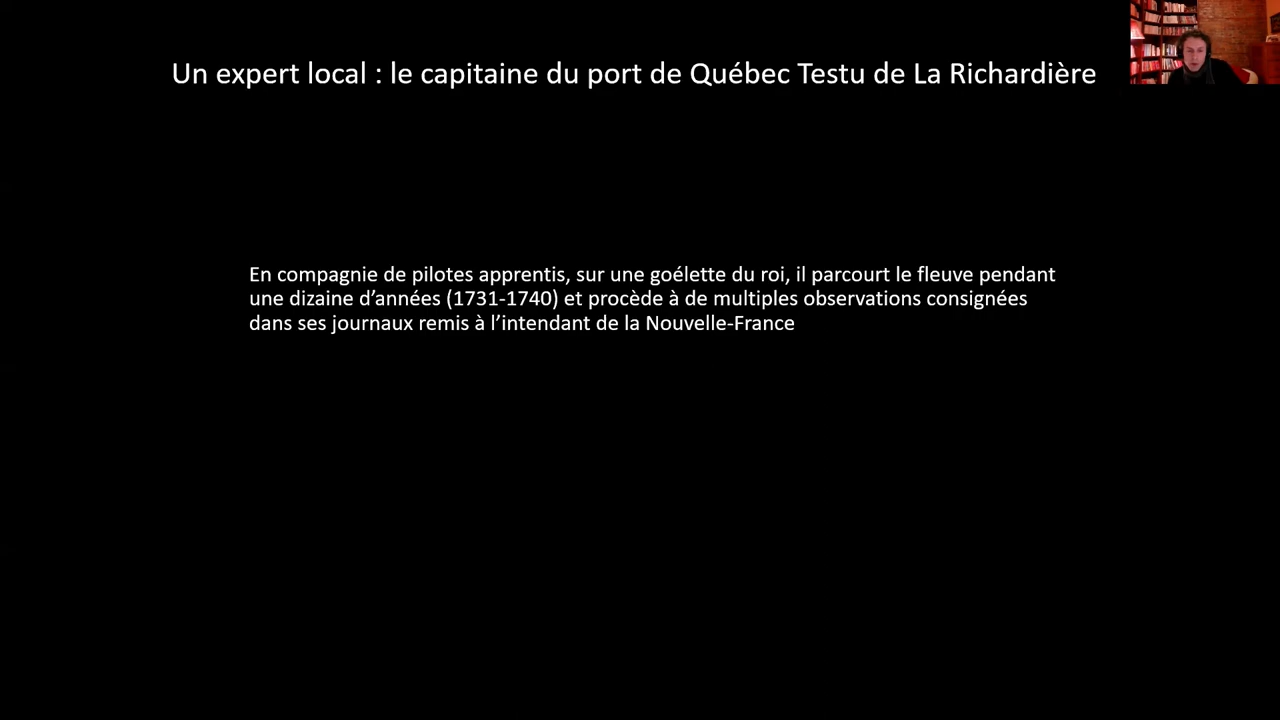 Un expert local : le capitaine du port de Québec Testu de La Richardière
En compagnie de pilotes apprentis, sur une goélette du roi, il parcourt le fleuve pendant
une dizaine d’années (1731-1740) et procède à de multiples observations consignées
dans ses journaux remis à l’intendant de la Nouvelle-France